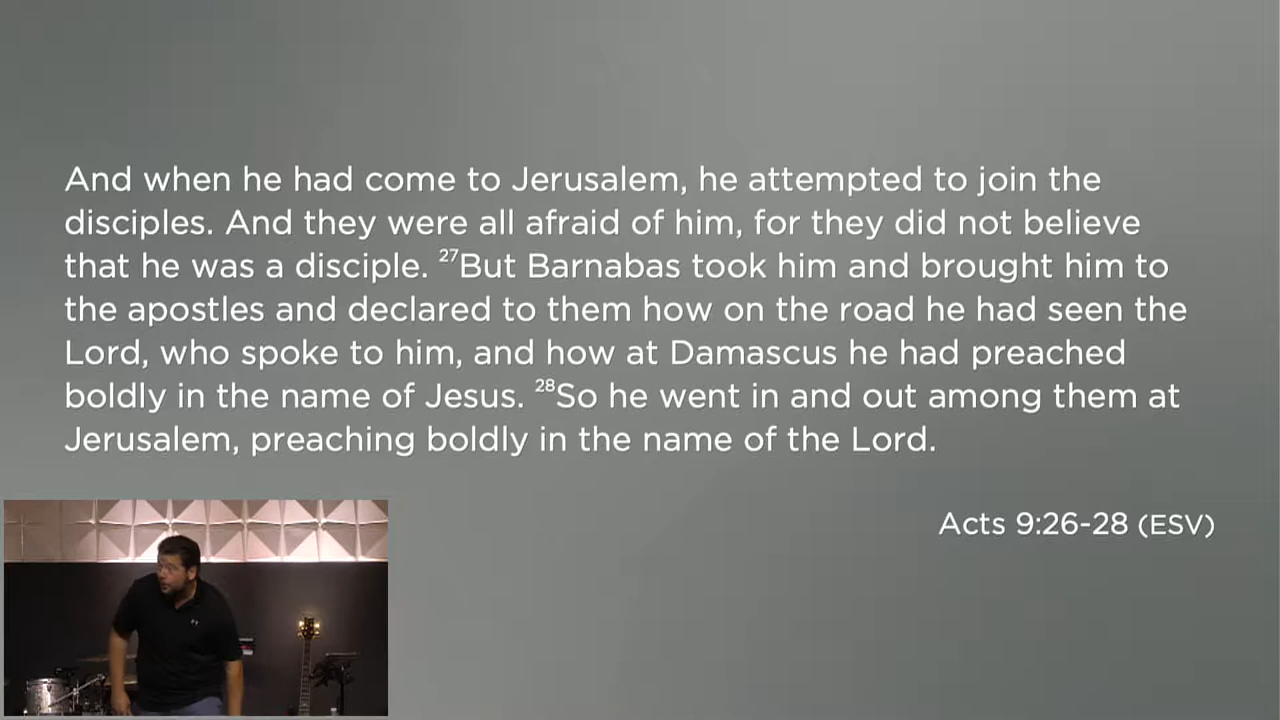 And when he had come to Jerusalem, he attempted to join the
disciples. And they were all afraid of him, for they did not believe
that he was a disciple. ²⁷But Barnabas took him and brought him to
the apostles and declared to them how on the road he had seen the
Lord, who spoke to him, and how at Damascus he had preached
boldly in the name of Jesus. ²⁸So he went in and out among them at
Jerusalem, preaching boldly in the name of the Lord.
Acts 9:26-28 (ESV)